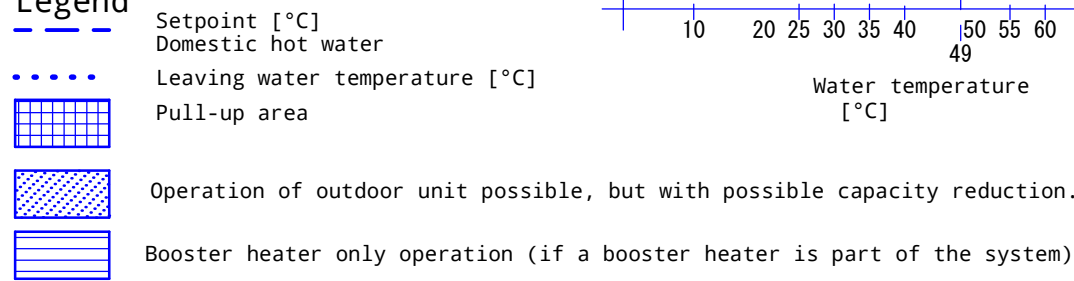 Legend
Setpoint [°C]
Domestic hot water
Leaving water temperature [°C]
Pull-up area
Operation of outdoor unit possible, but with possible capacity reduction.
Booster heater only operation (if a booster heater is part of the system)
10 20 25 30 35 40 50 55 60
49
Water temperature
[°C]